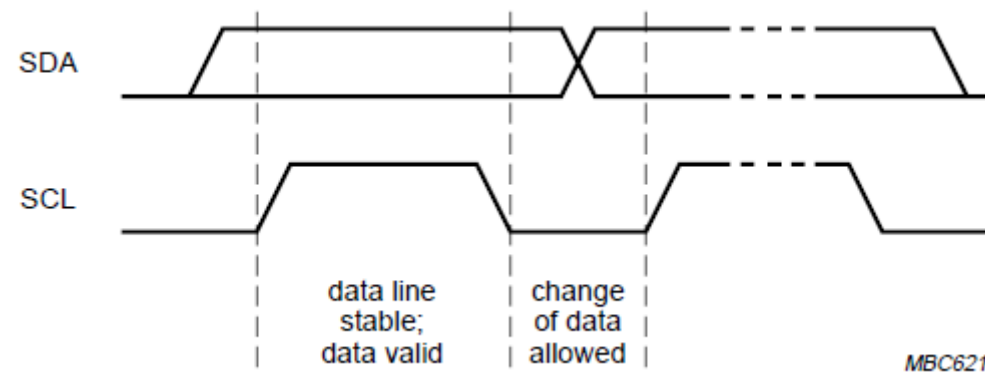 SDA
SCL
data line
stable;
data valid
change
of data
allowed
MBC621